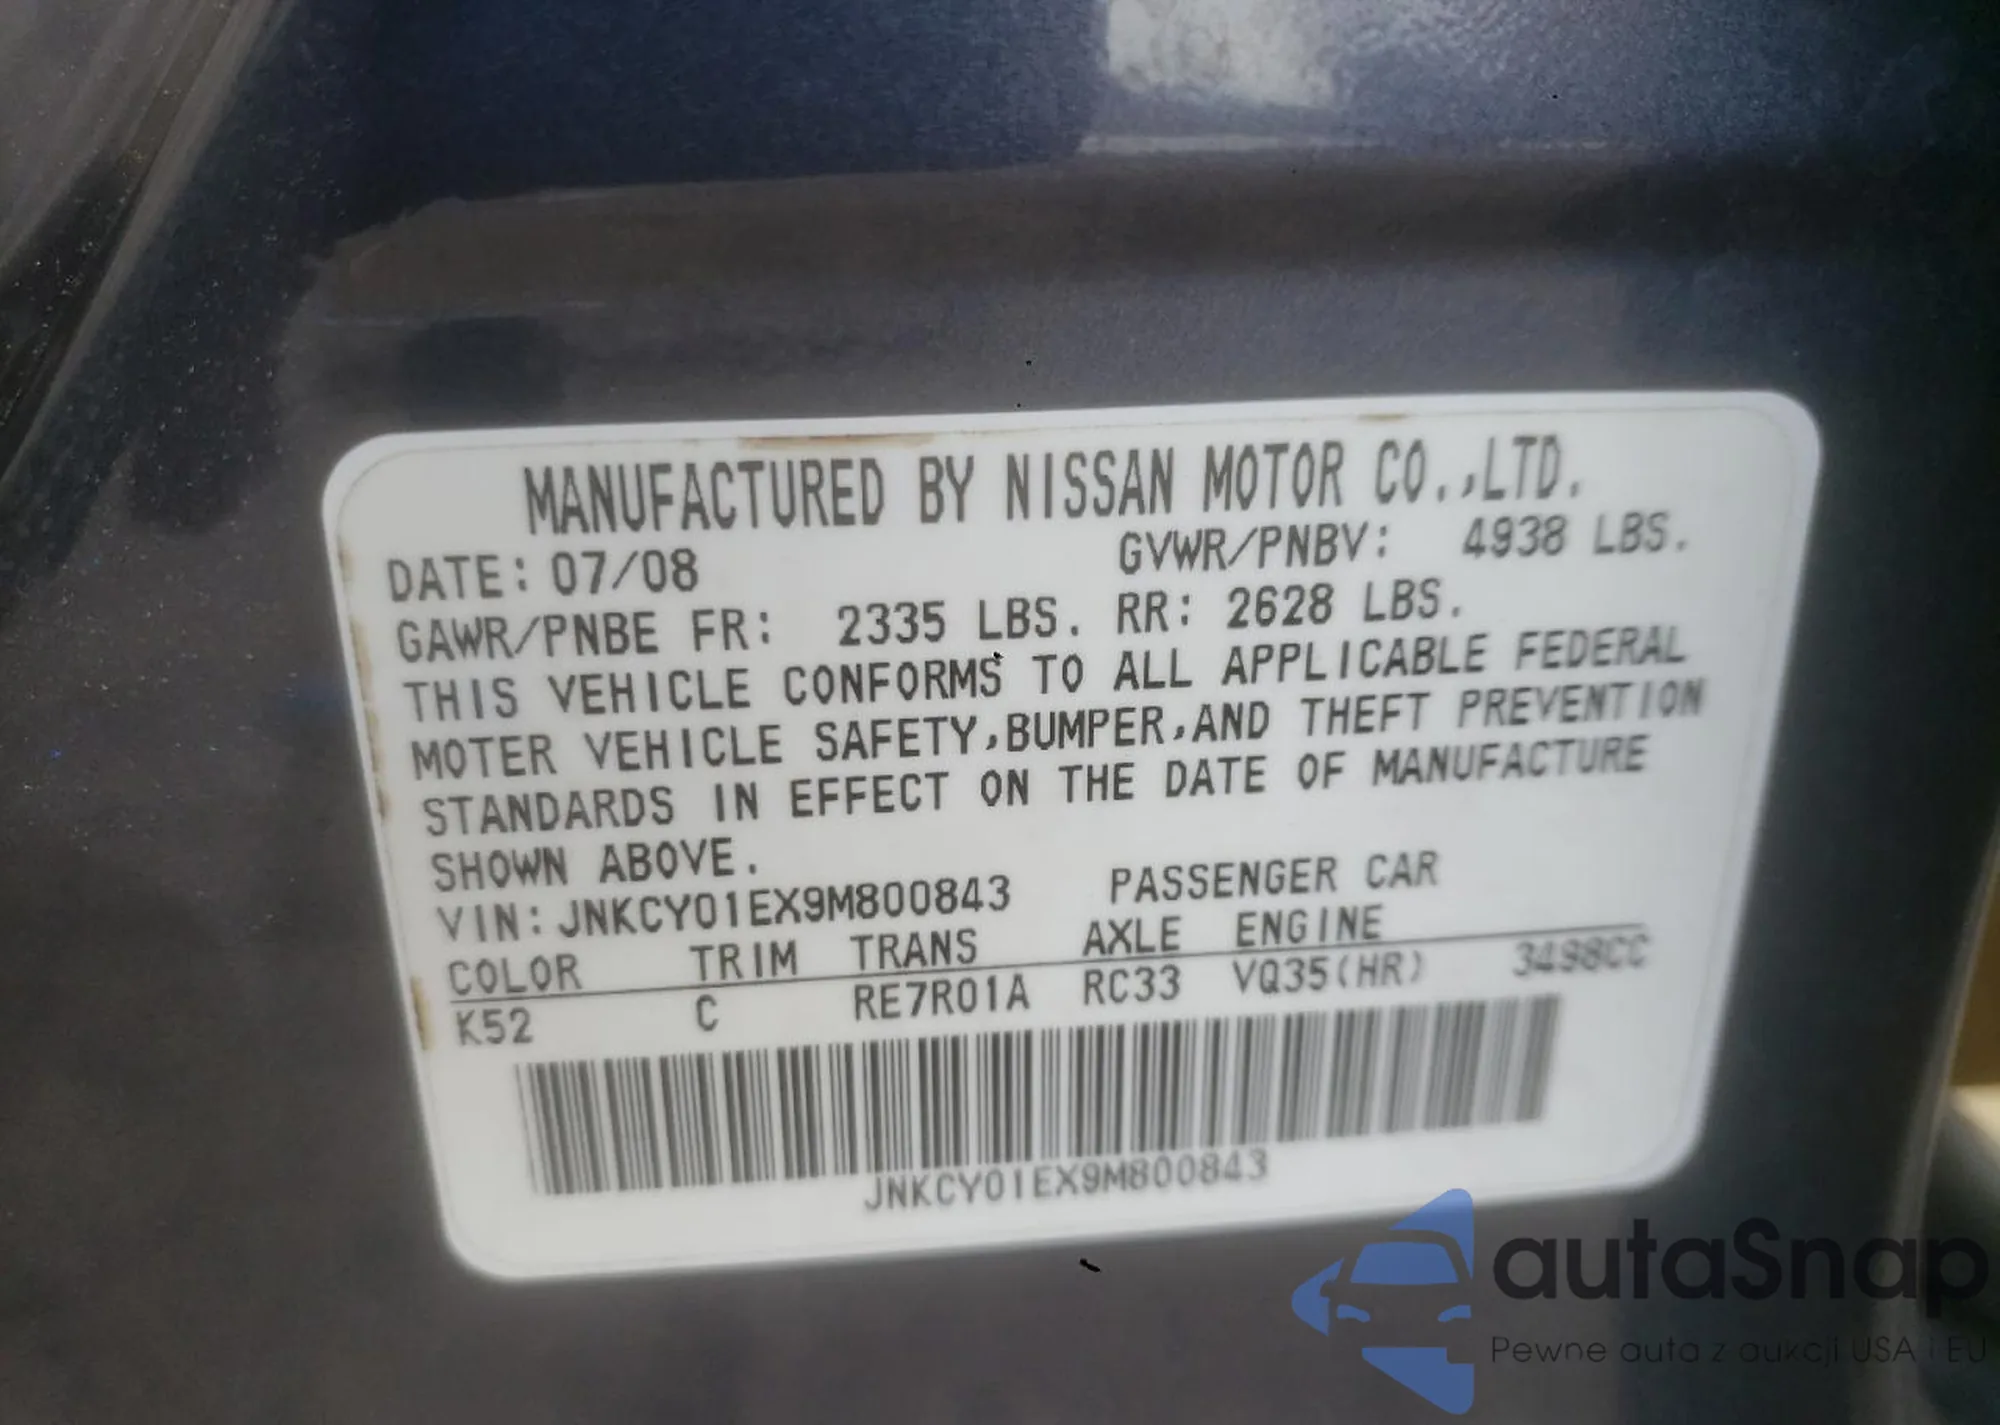 MANUFACTURED BY NISSAN MOTOR CO.,LTD.
DATE: 07/08 GVWR/PNBV: 4938 LBS.
GAWR/PNBE FR: 2335 LBS. RR: 2628 LBS.
THIS VEHICLE CONFORMS TO ALL APPLICABLE FEDERAL
MOTER VEHICLE SAFETY,BUMPER,AND THEFT PREVENTION
STANDARDS IN EFFECT ON THE DATE OF MANUFACTURE
SHOWN ABOVE.
VIN: JNKCY01EX9M800843 PASSENGER CAR
COLOR TRIM TRANS AXLE ENGINE
K52 C RE7R01A RC33 VQ35(HR) 3498CC
JNKCY01EX9M800843
autaSnap
Pewne auta z aukcji USA i EU